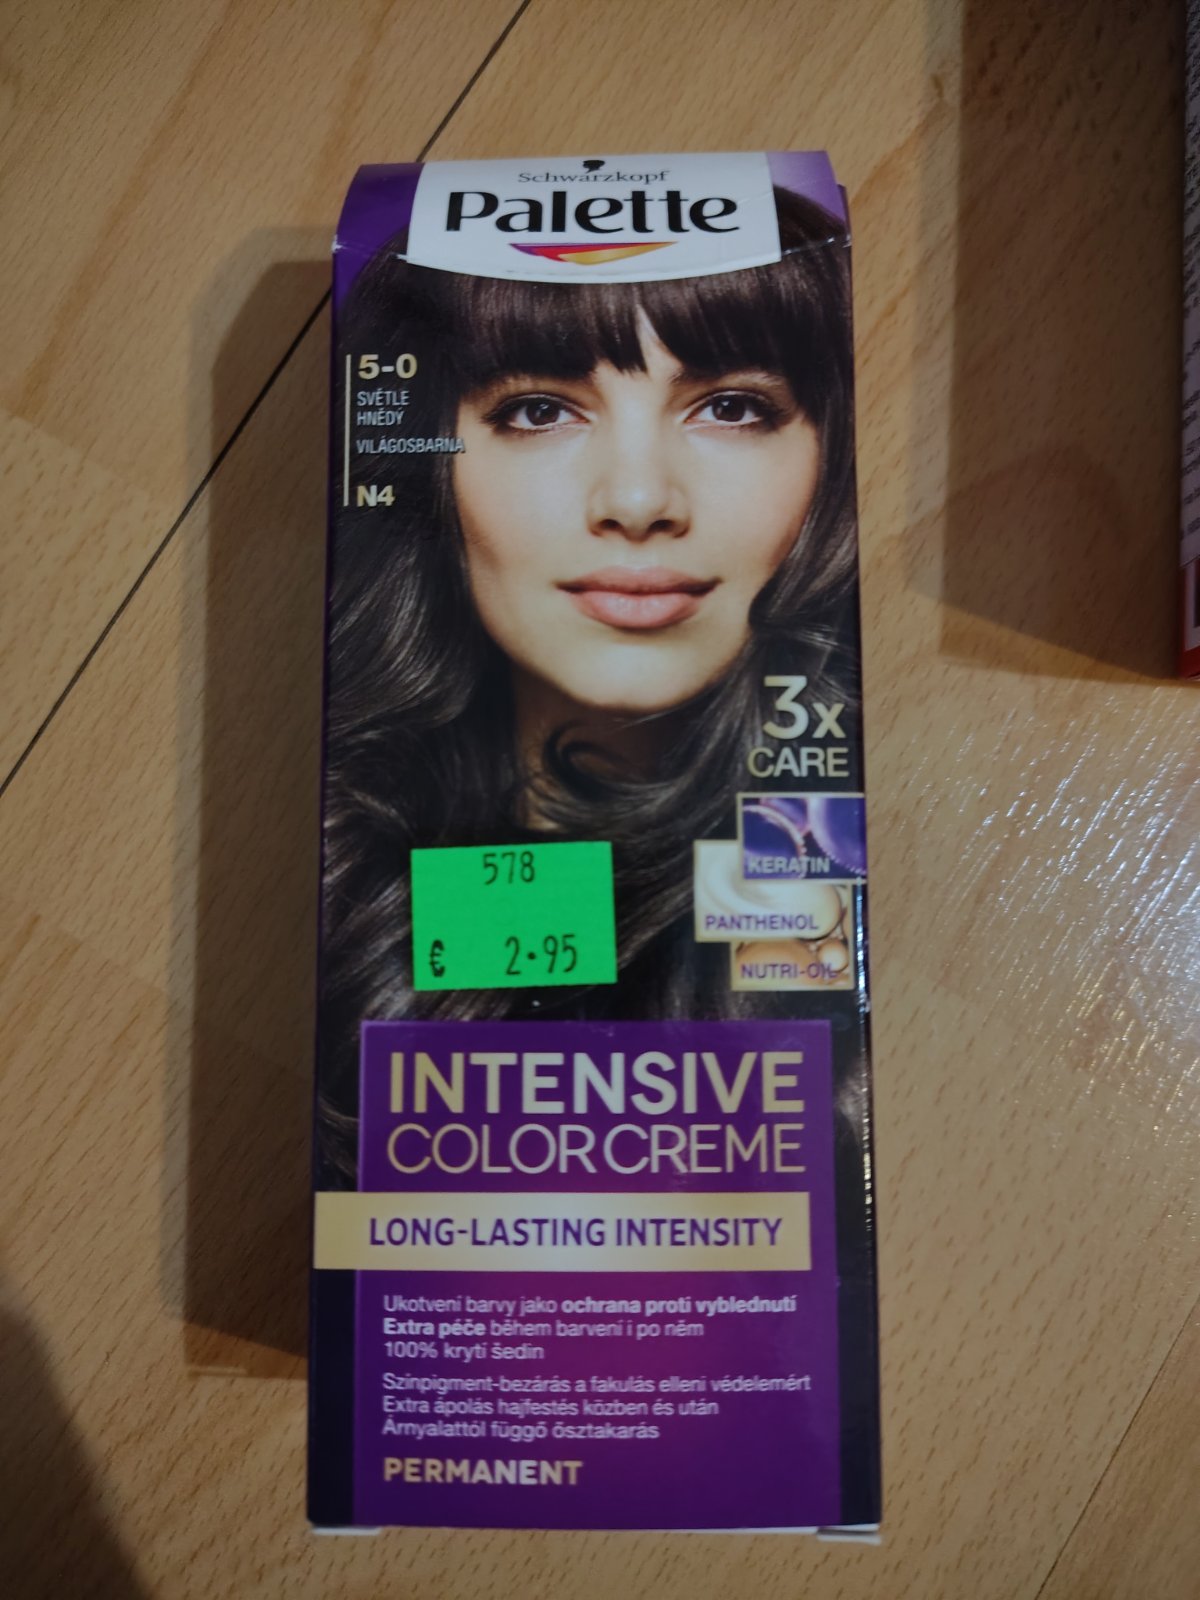 Schwarzkopf
Palette
5-0
SVĚTLE
HNĚDÝ
VILÁGOSBARNA
N4
3x
CARE
KERATIN
PANTHENOL
NUTRI-OIL
578
€ 2.95
INTENSIVE
COLOR CREME
LONG-LASTING INTENSITY
Ukotvení barvy jako ochrana proti vyblednutí
Extra péče během barvení i po něm
100% krytí šedin
Színpigment-bezárás a fakulás elleni védelemért
Extra ápolás hajfestés közben és után
Árnyalattól függő ősztakarás
PERMANENT